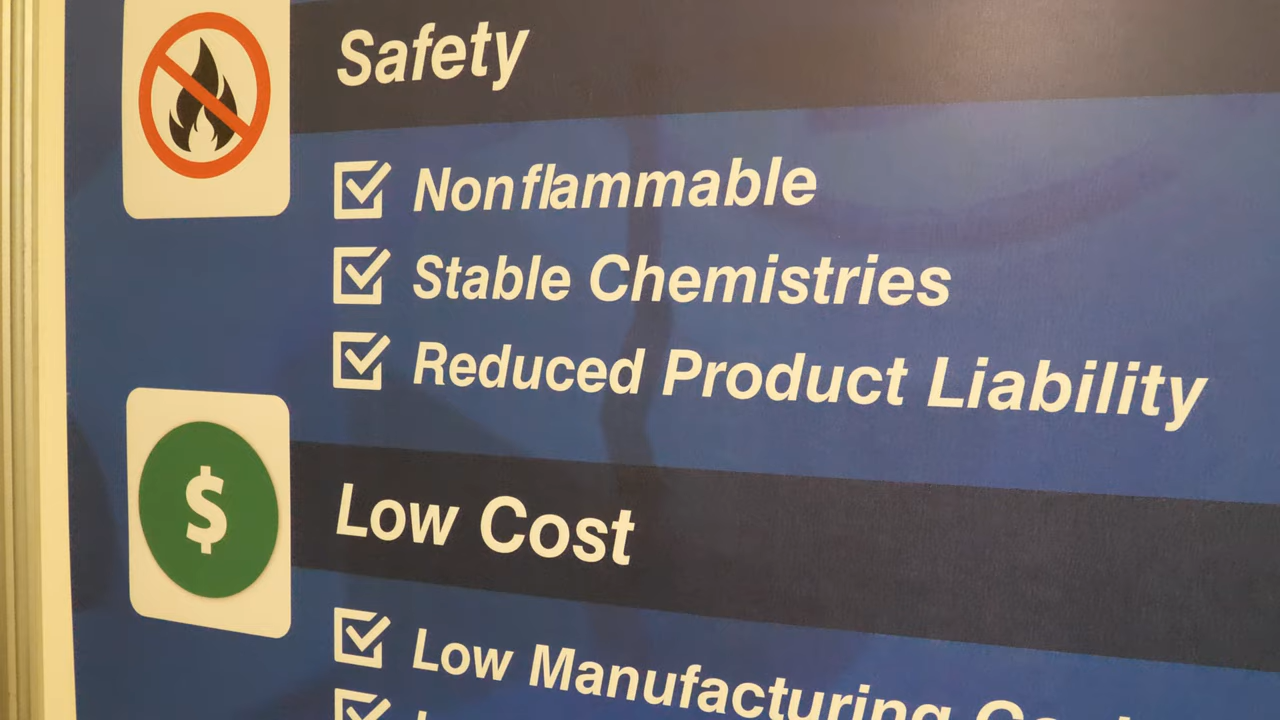 Safety
Nonflammable
Stable Chemistries
Reduced Product Liability
$
Low Cost
Low Manufacturing